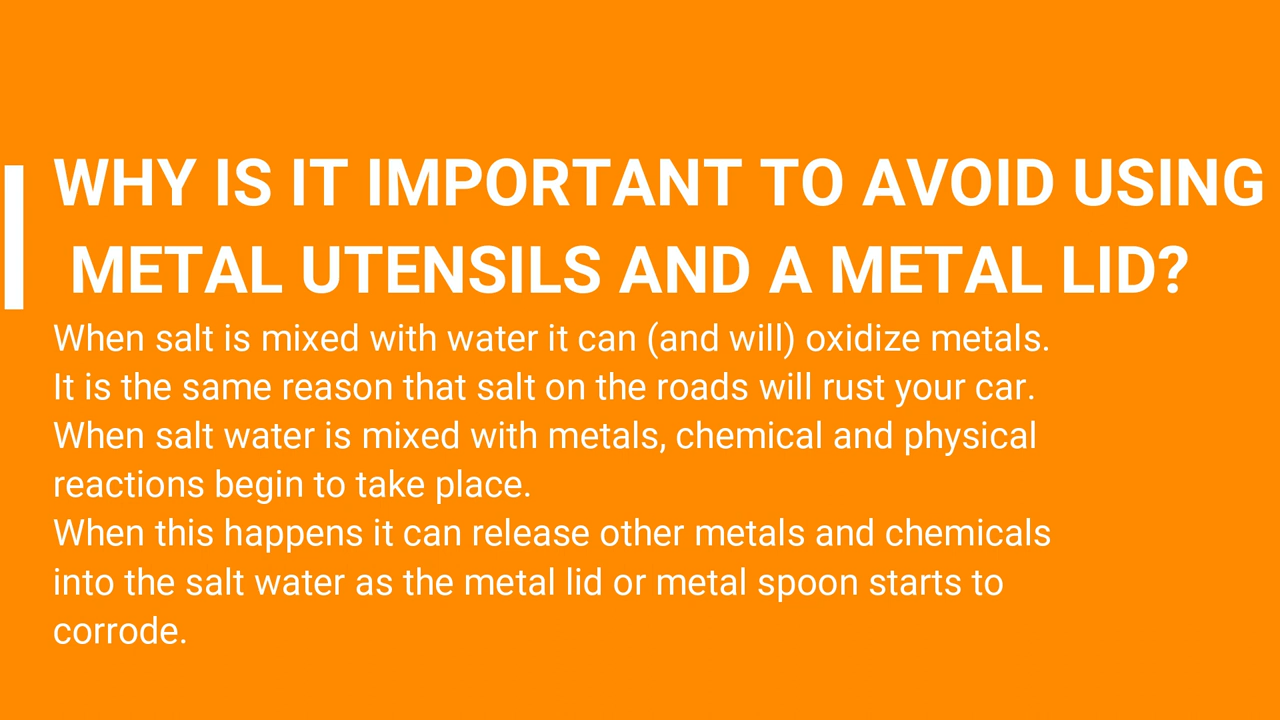 WHY IS IT IMPORTANT TO AVOID USING
METAL UTENSILS AND A METAL LID?
When salt is mixed with water it can (and will) oxidize metals.
It is the same reason that salt on the roads will rust your car.
When salt water is mixed with metals, chemical and physical
reactions begin to take place.
When this happens it can release other metals and chemicals
into the salt water as the metal lid or metal spoon starts to
corrode.